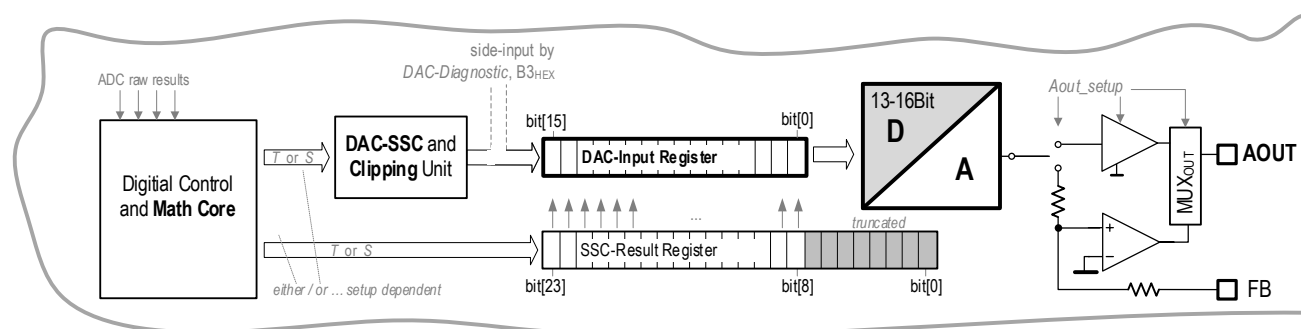 side-input by
DAC-Diagnostic, B3HEX
ADC raw results
Aout_setup
bit[15]
bit[0]
13-16Bit
D
A
T or S
DAC-SSC and
Clipping Unit
DAC-Input Register
AOUT
Digitial Control
and Math Core
MUXOUT
...
truncated
T or S
SSC-Result Register
+
−
either / or ... setup dependent
bit[23]
bit[8]
bit[0]
FB